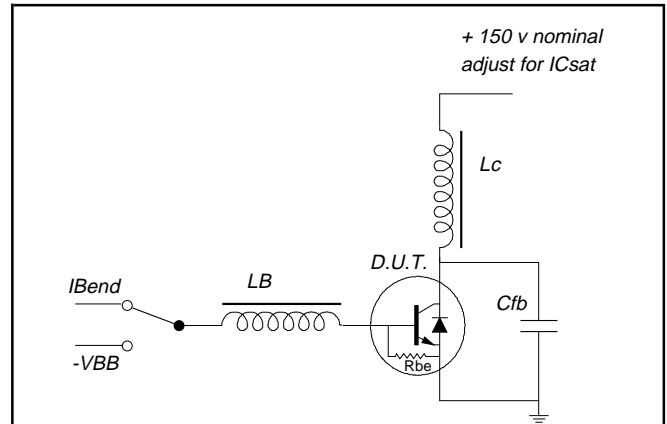 + 150 v nominal
adjust for ICsat
Lc
D.U.T.
LB
IBend
Cfb
-VBB
Rbe